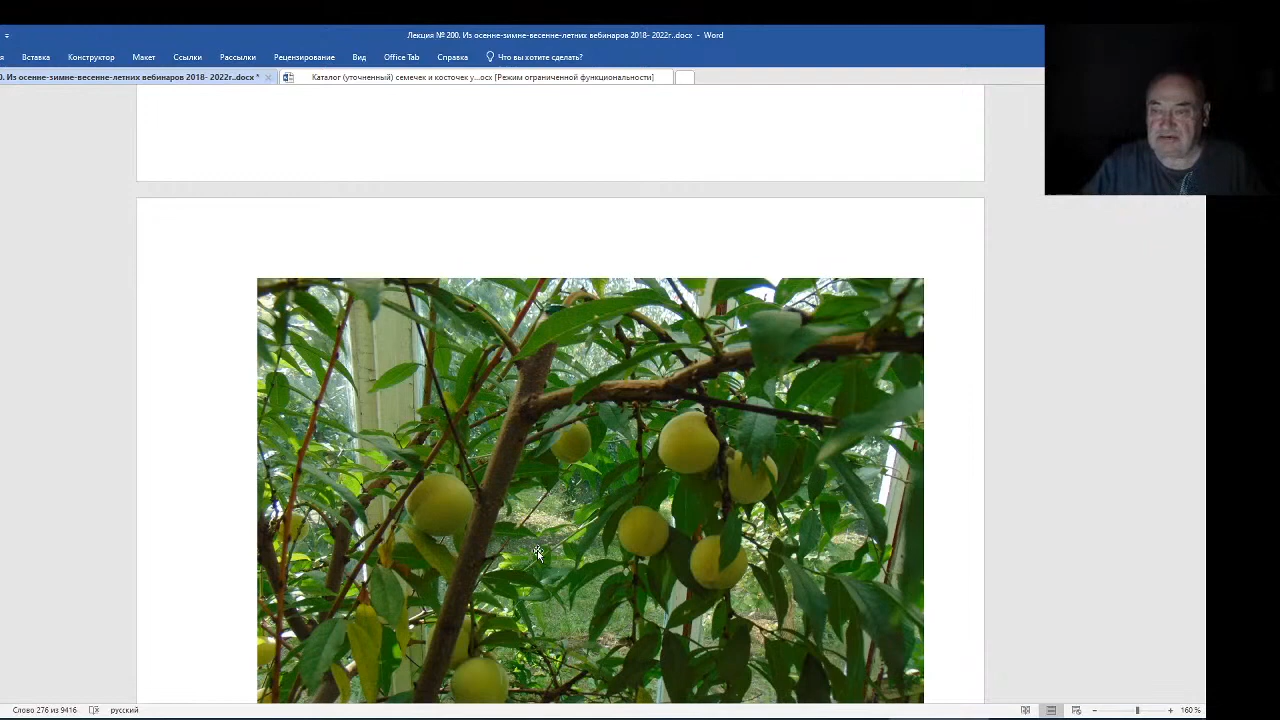 Лекция № 200. Из осенне-зимне-весенне-летних вебинаров 2018- 2022г..docx - Word
Вставка Конструктор Макет Ссылки Рассылки Рецензирование Вид Office Tab Справка Что вы хотите сделать?
0. Из осенне-зимне-весенне-летних вебинаров 2018- 2022г..docx *
Каталог (уточненный) семечек и косточек у...ocx [Режим ограниченной функциональности]
Слово 276 из 9416 русский 160 %